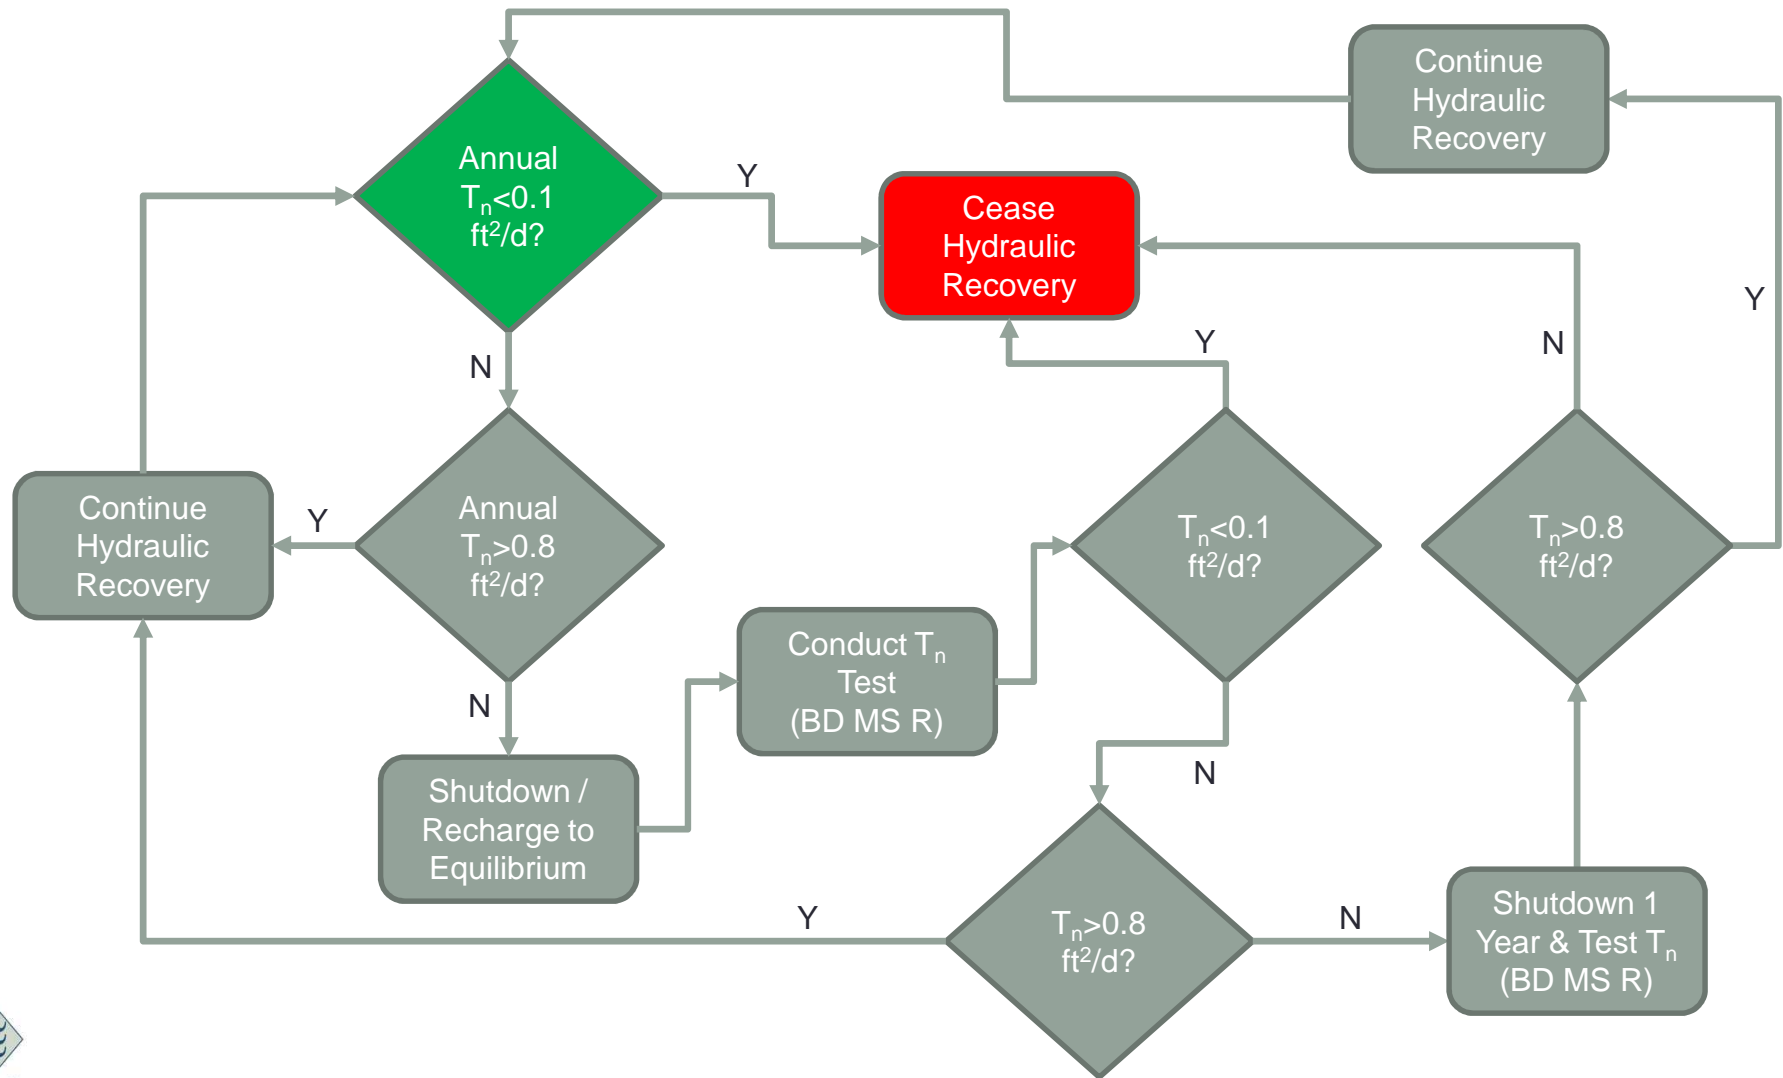 Annual
Tₙ<0.1
ft²/d?
Y
Cease
Hydraulic
Recovery
Continue
Hydraulic
Recovery
Y
N
N
Annual
Tₙ>0.8
ft²/d?
Y
Continue
Hydraulic
Recovery
N
Shutdown /
Recharge to
Equilibrium
Conduct Tₙ
Test
(BD MS R)
Tₙ<0.1
ft²/d?
Y
N
Tₙ>0.8
ft²/d?
Y
N
Shutdown 1
Year & Test Tₙ
(BD MS R)
Tₙ>0.8
ft²/d?